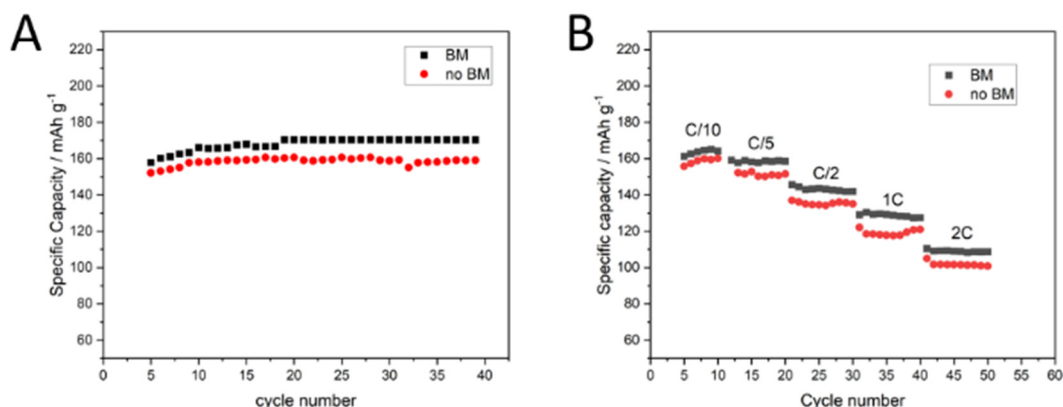 A
BM
no BM
Specific Capacity / mAh g⁻¹
220
200
180
160
140
120
100
80
60
0 5 10 15 20 25 30 35 40
cycle number
B
BM
no BM
C/10
C/5
C/2
1C
2C
Specific capacity / mAh g⁻¹
220
200
180
160
140
120
100
80
60
0 5 10 15 20 25 30 35 40 45 50 55 60
Cycle number